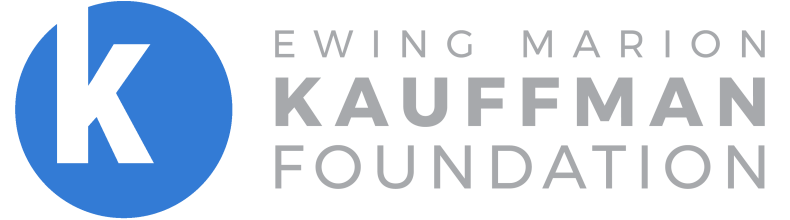 K
EWING MARION
KAUFFMAN
FOUNDATION